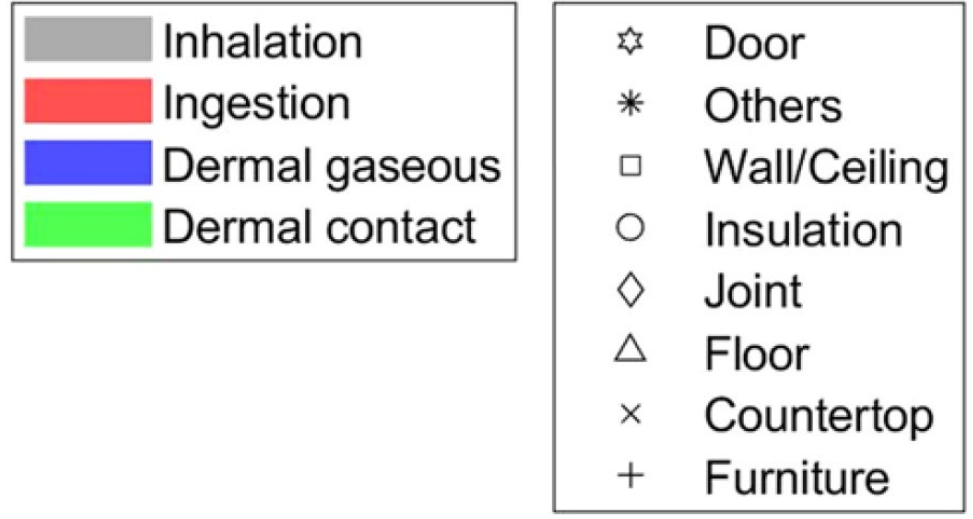 Inhalation
Ingestion
Dermal gaseous
Dermal contact
Door
Others
Wall/Ceiling
Insulation
Joint
Floor
Countertop
Furniture